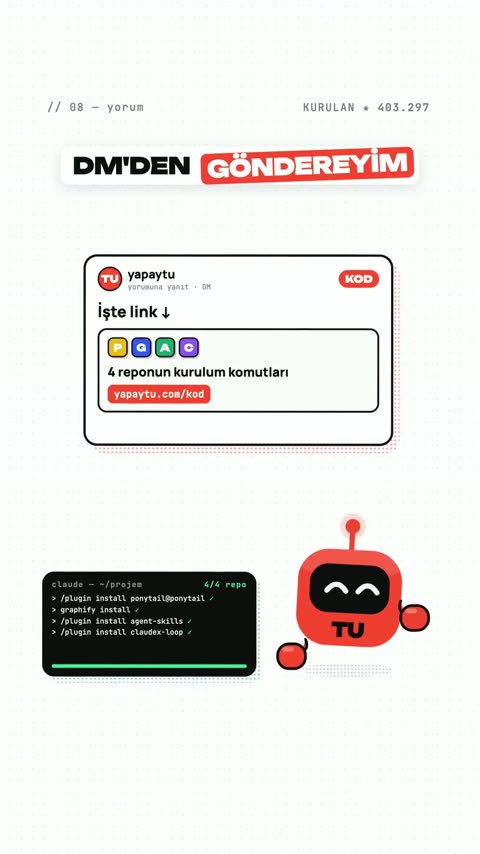 // 08 — yorum
KURULAN ★ 403.297
DM'DEN GÖNDEREYİM
TU
yapaytu
yorumuna yanıt · DM
KOD
İşte link ↓
P G A C
4 reponun kurulum komutları
yapaytu.com/kod
claude — ~/projem
4/4 repo
> /plugin install ponytail@ponytail ✓
> graphify install ✓
> /plugin install agent-skills ✓
> /plugin install claudex-loop ✓
TU